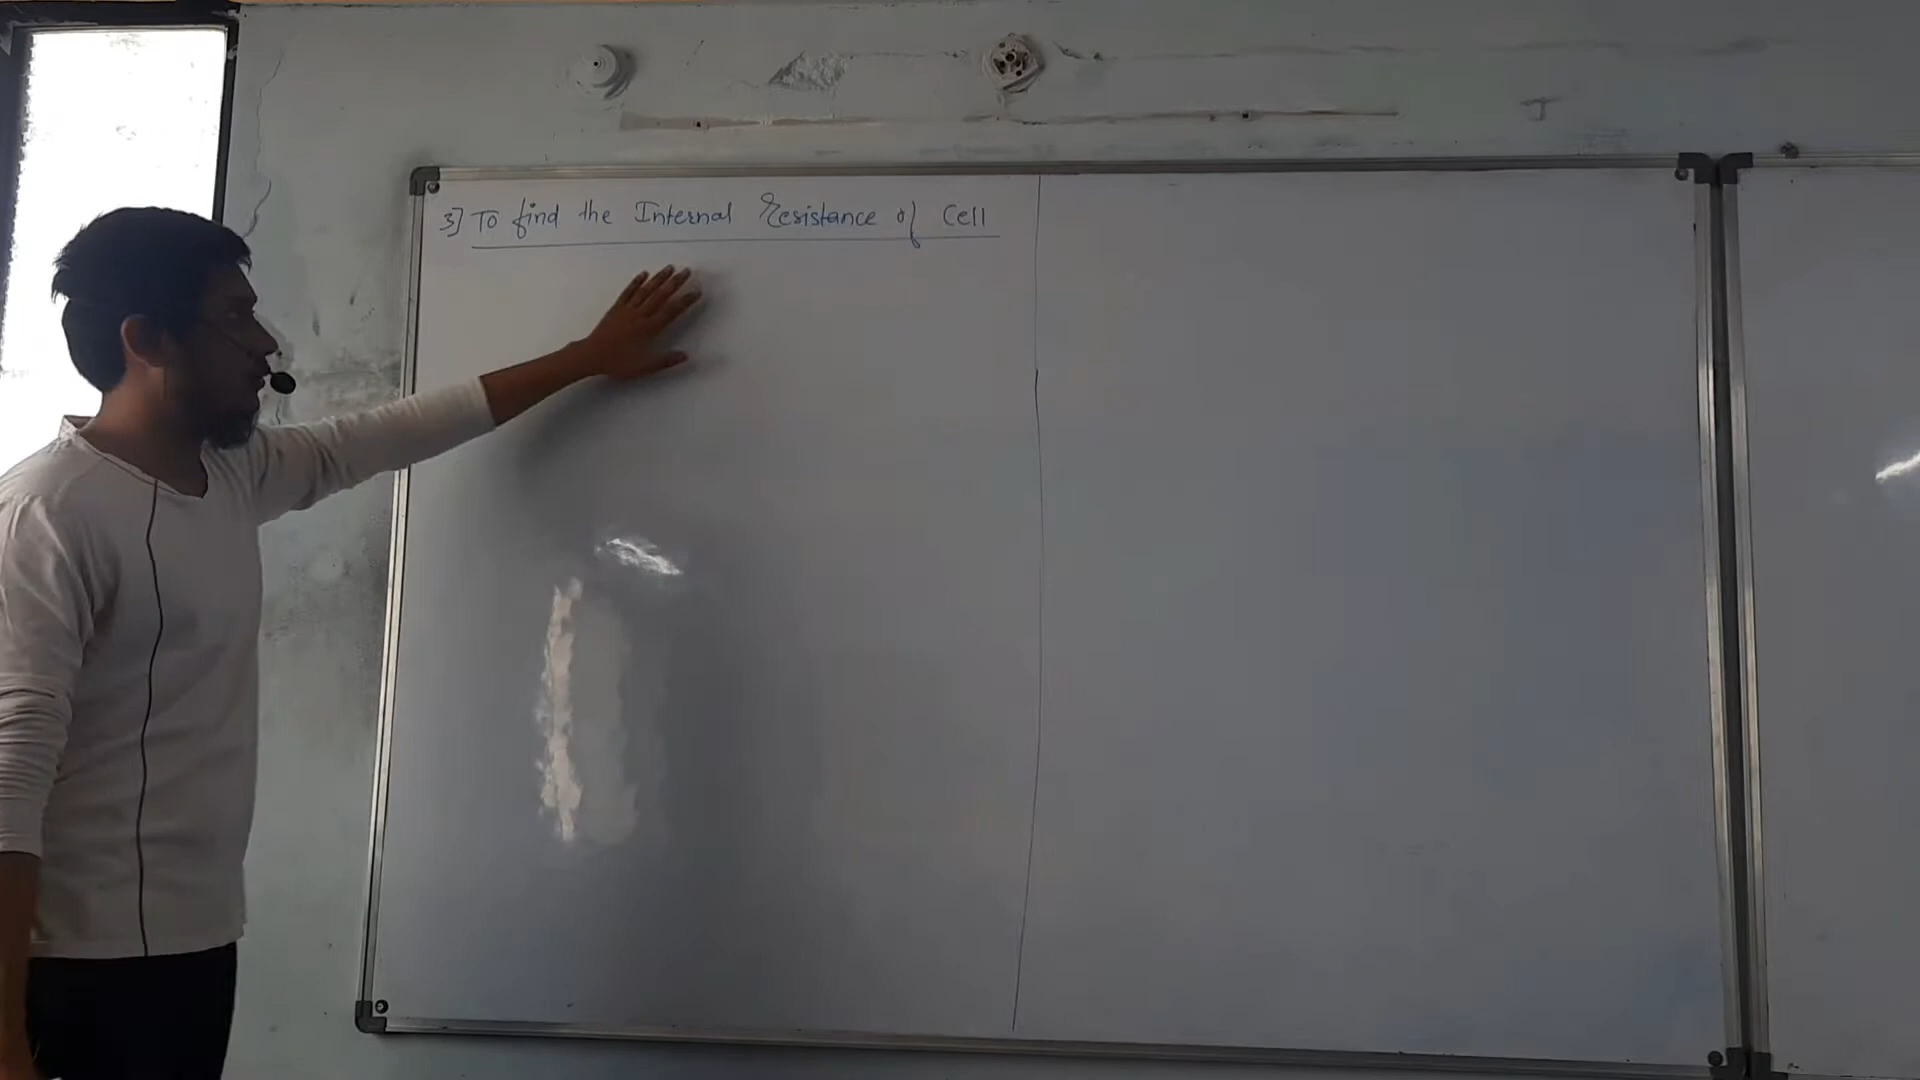 3] To find the Internal Resistance of Cell